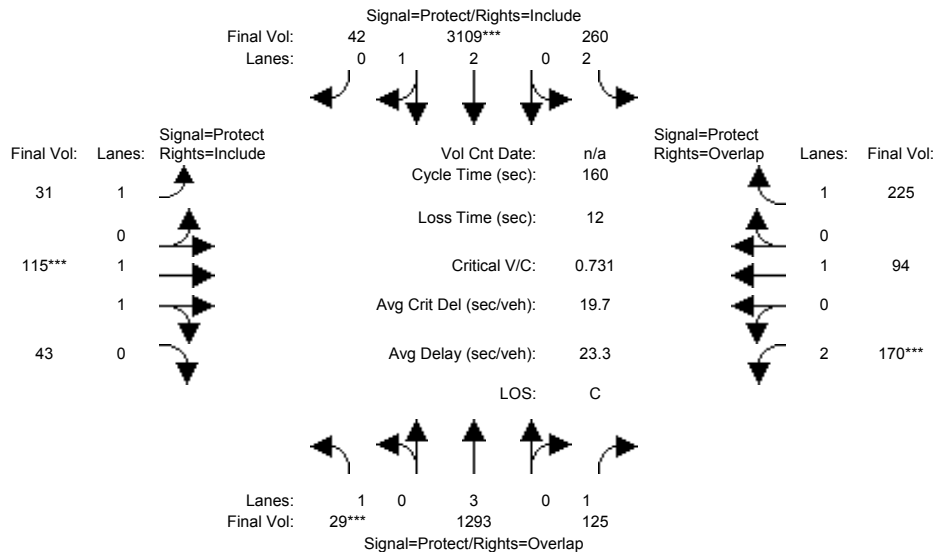 Signal=Protect/Rights=Include
Final Vol: 42 3109*** 260
Lanes: 0 1 2 0 2
Signal=Protect
Final Vol: Lanes: Rights=Include
Vol Cnt Date: n/a
Signal=Protect
Rights=Overlap Lanes: Final Vol:
Cycle Time (sec): 160
31 1
1 225
Loss Time (sec): 12
0
0
115*** 1
Critical V/C: 0.731
1 94
1
Avg Crit Del (sec/veh): 19.7
0
43 0
Avg Delay (sec/veh): 23.3
2 170***
LOS: C
Lanes: 1 0 3 0 1
Final Vol: 29*** 1293 125
Signal=Protect/Rights=Overlap